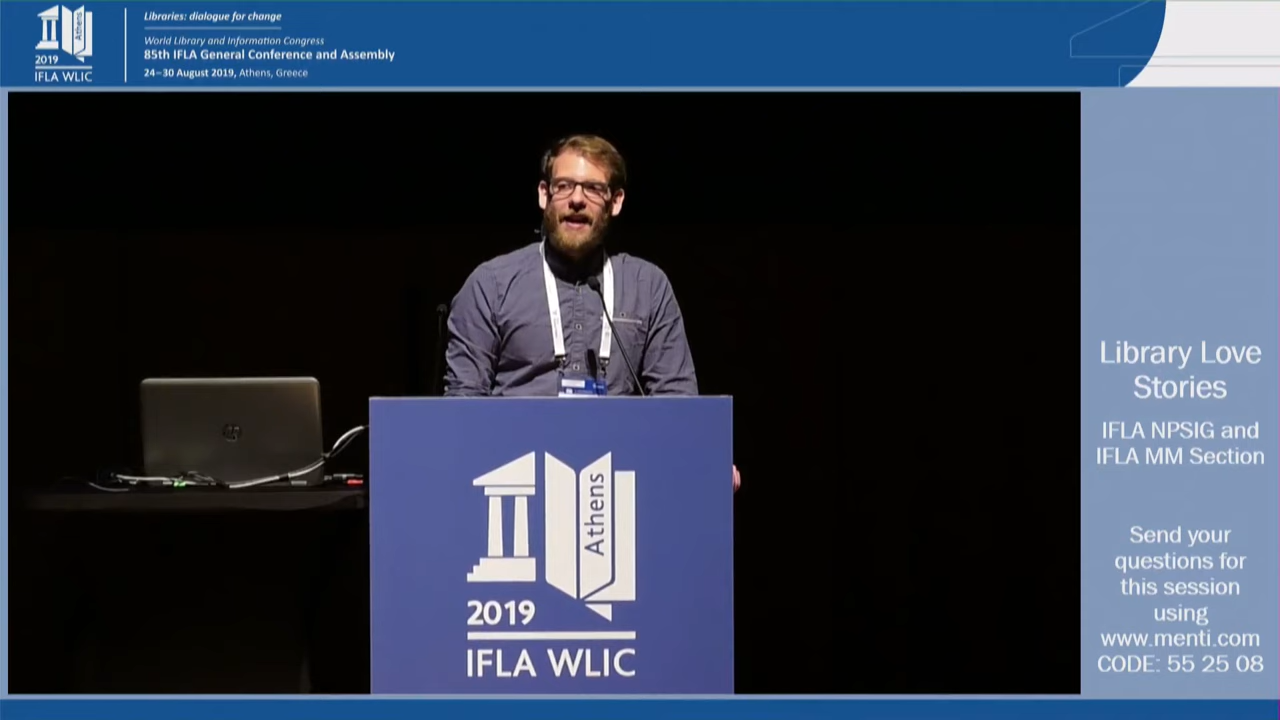 Libraries: dialogue for change
World Library and Information Congress
85th IFLA General Conference and Assembly
24–30 August 2019, Athens, Greece
Athens
2019
IFLA WLIC
Athens
2019
IFLA WLIC
Library Love
Stories
IFLA NPSIG and
IFLA MM Section
Send your
questions for
this session
using
www.menti.com
CODE: 55 25 08